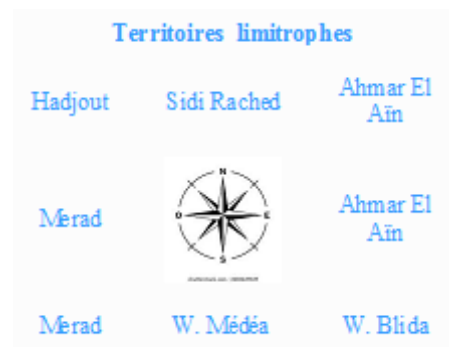 Territoires limitrophes
Hadjout Sidi Rached Ahmar El
Aïn
N
O E
S
Merad Ahmar El
Aïn
Merad W. Médéa W. Blida